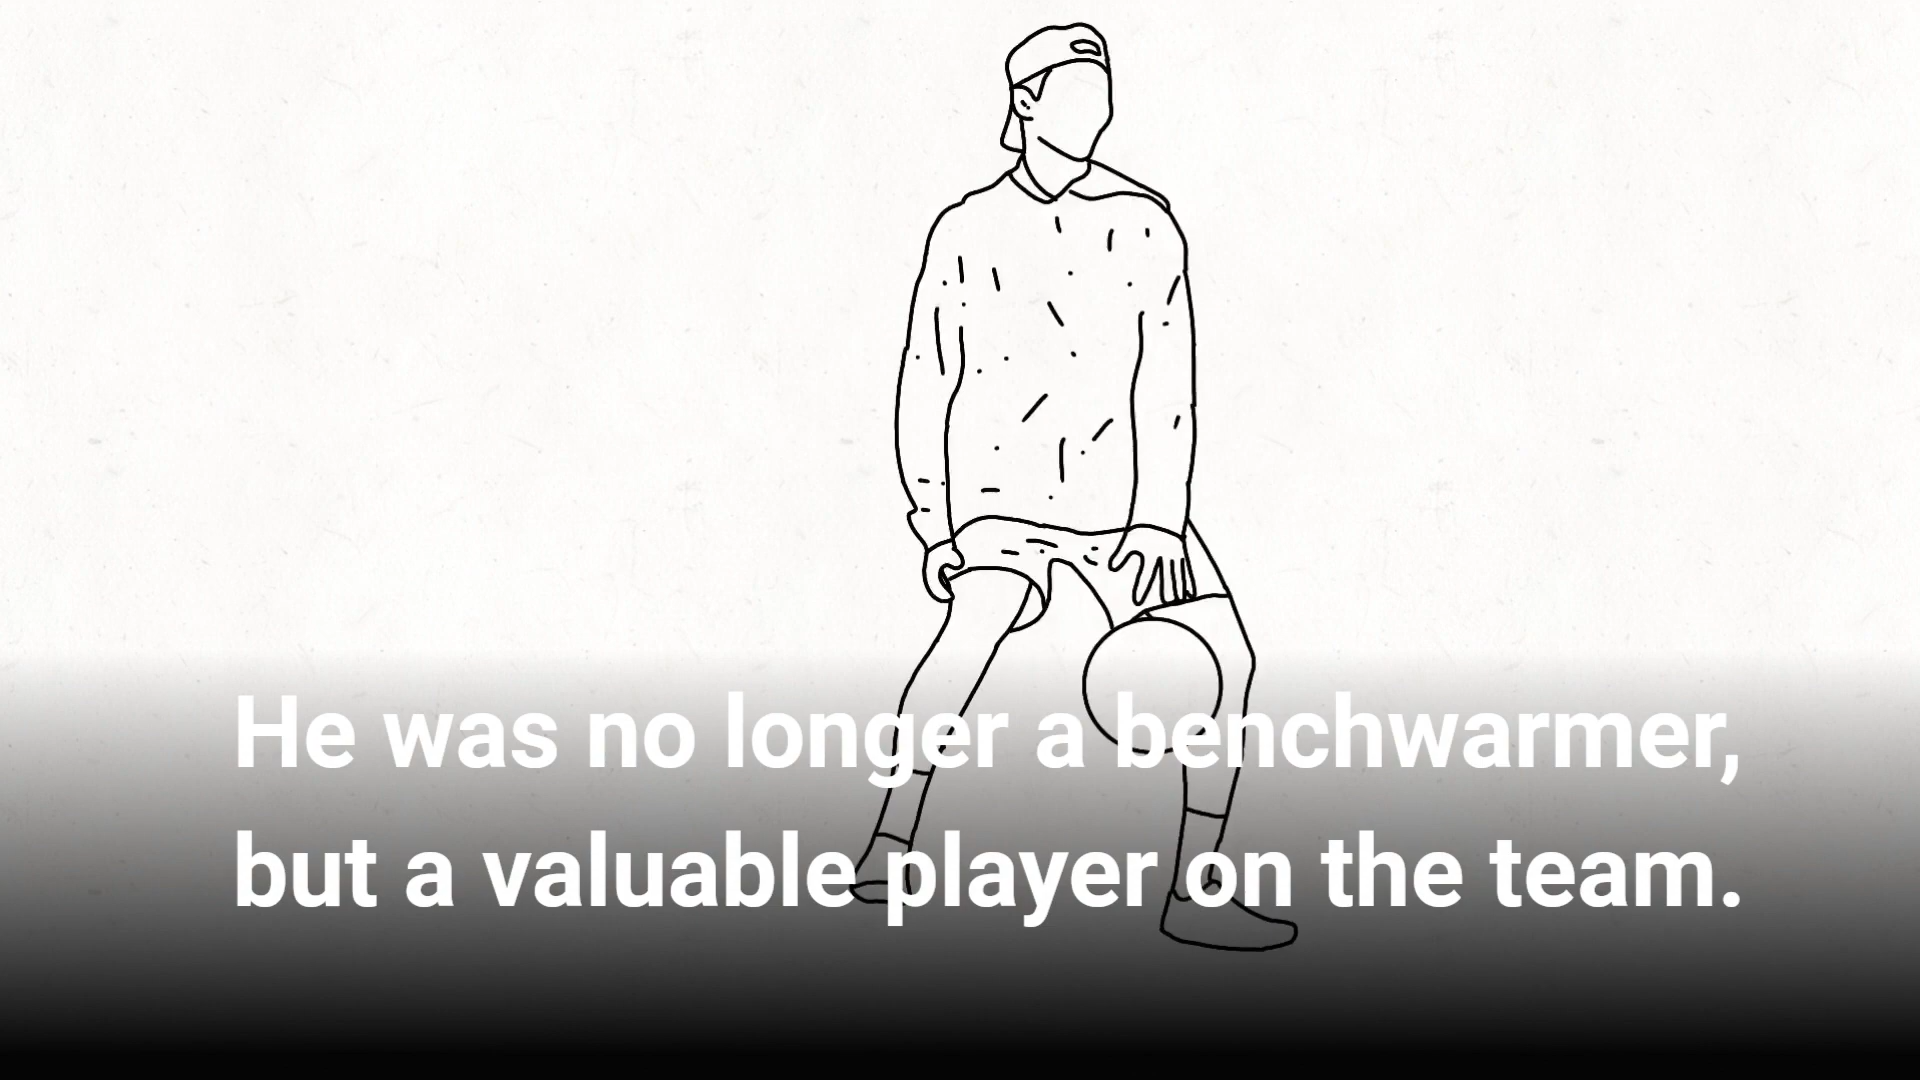 He was no longer a benchwarmer,
but a valuable player on the team.